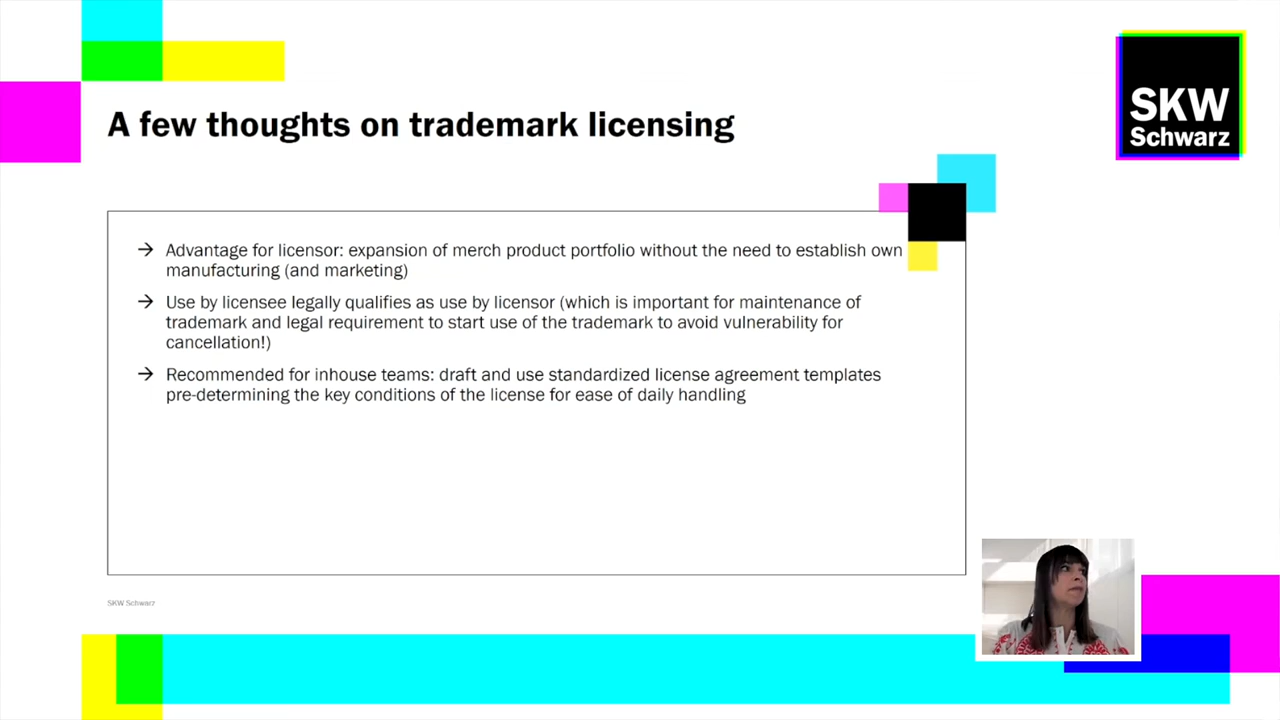 SKW
Schwarz
A few thoughts on trademark licensing
→ Advantage for licensor: expansion of merch product portfolio without the need to establish own
manufacturing (and marketing)
→ Use by licensee legally qualifies as use by licensor (which is important for maintenance of
trademark and legal requirement to start use of the trademark to avoid vulnerability for
cancellation!)
→ Recommended for inhouse teams: draft and use standardized license agreement templates
pre-determining the key conditions of the license for ease of daily handling
SKW Schwarz